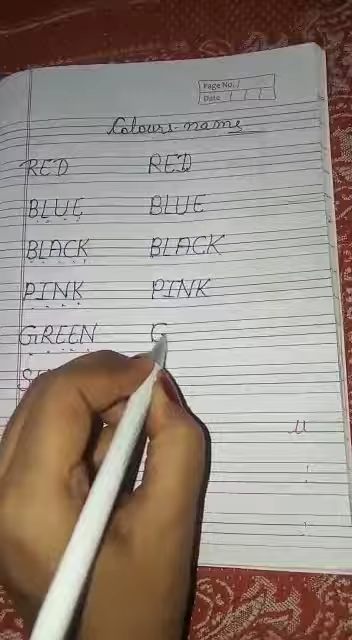 Page No.
Date
Colours name
RED RED
BLUE BLUE
BLACK BLACK
PINK PINK
GREEN G